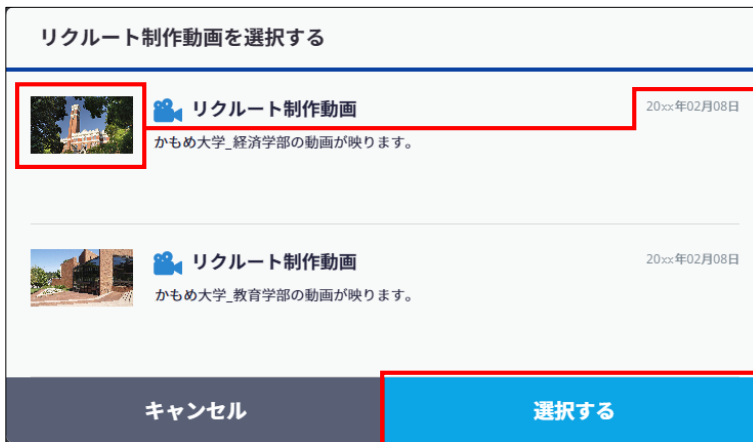 リクルート制作動画を選択する
リクルート制作動画
20xx年02月08日
かもめ大学_経済学部の動画が映ります。
リクルート制作動画
20xx年02月08日
かもめ大学_教育学部の動画が映ります。
キャンセル
選択する